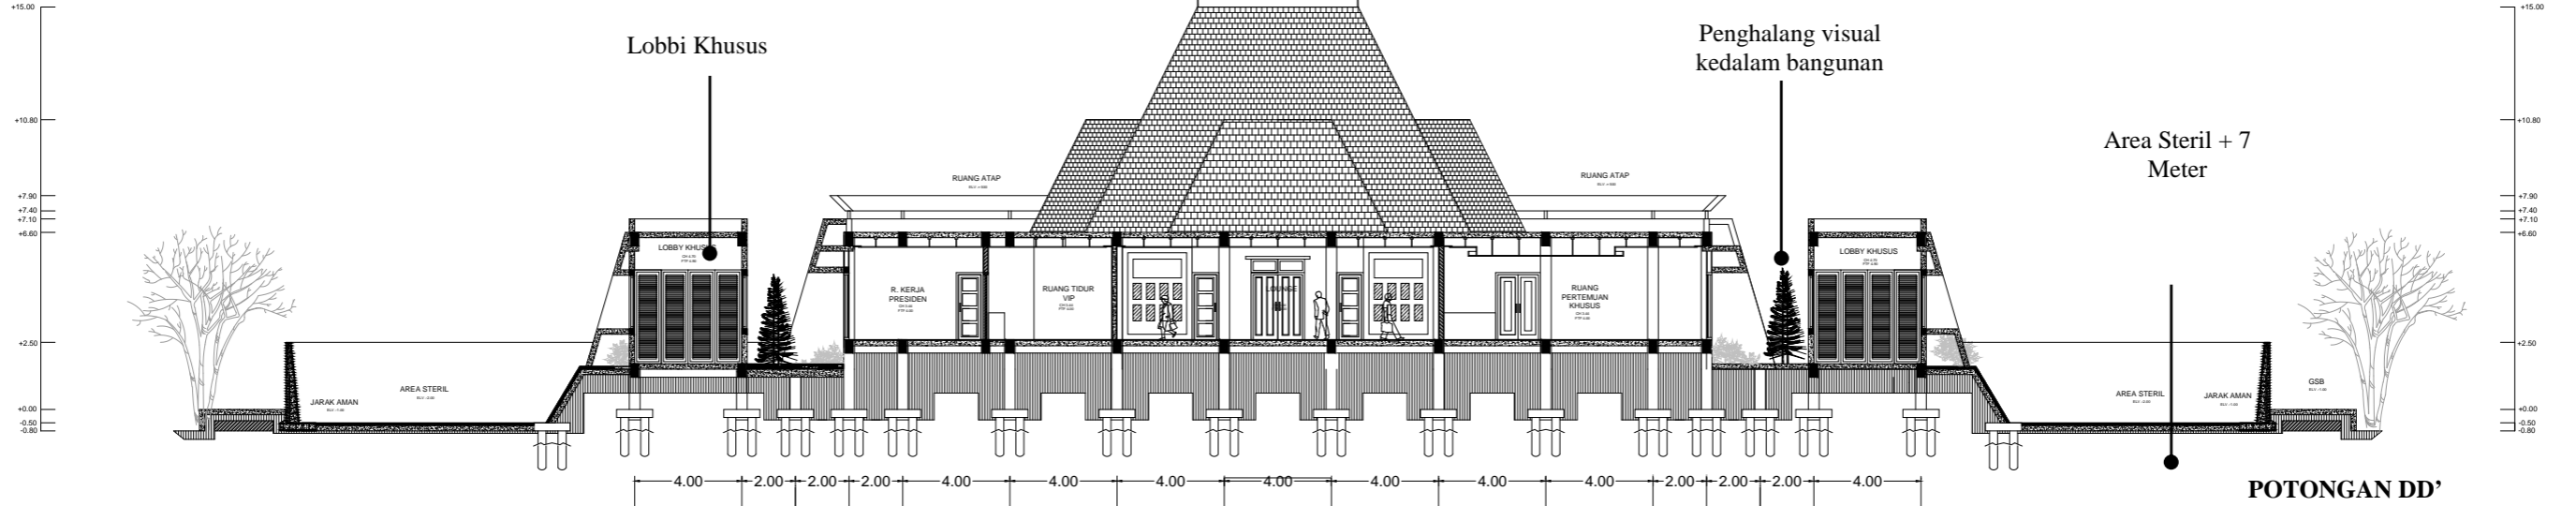 +15.00
+15.00
Lobbi Khusus
Penghalang visual
kedalam bangunan
+10.80
+10.80
Area Steril + 7
Meter
RUANG ATAP
RUANG ATAP
+7.90
+7.40
+7.10
+6.60
+7.90
+7.40
+7.10
+6.60
LOBBY KHUSUS
LOBBY KHUSUS
R. KERJA
PRESIDEN
RUANG TIDUR
VIP
LOUNGE
RUANG
PERTEMUAN
KHUSUS
+2.50
+2.50
AREA STERIL
JARAK AMAN
GSB
AREA STERIL
JARAK AMAN
+0.00
-0.50
-0.80
+0.00
-0.50
-0.80
4.00 2.00 2.00 2.00 4.00 4.00 4.00 4.00 4.00 4.00 4.00 2.00 2.00 2.00 4.00
POTONGAN DD’